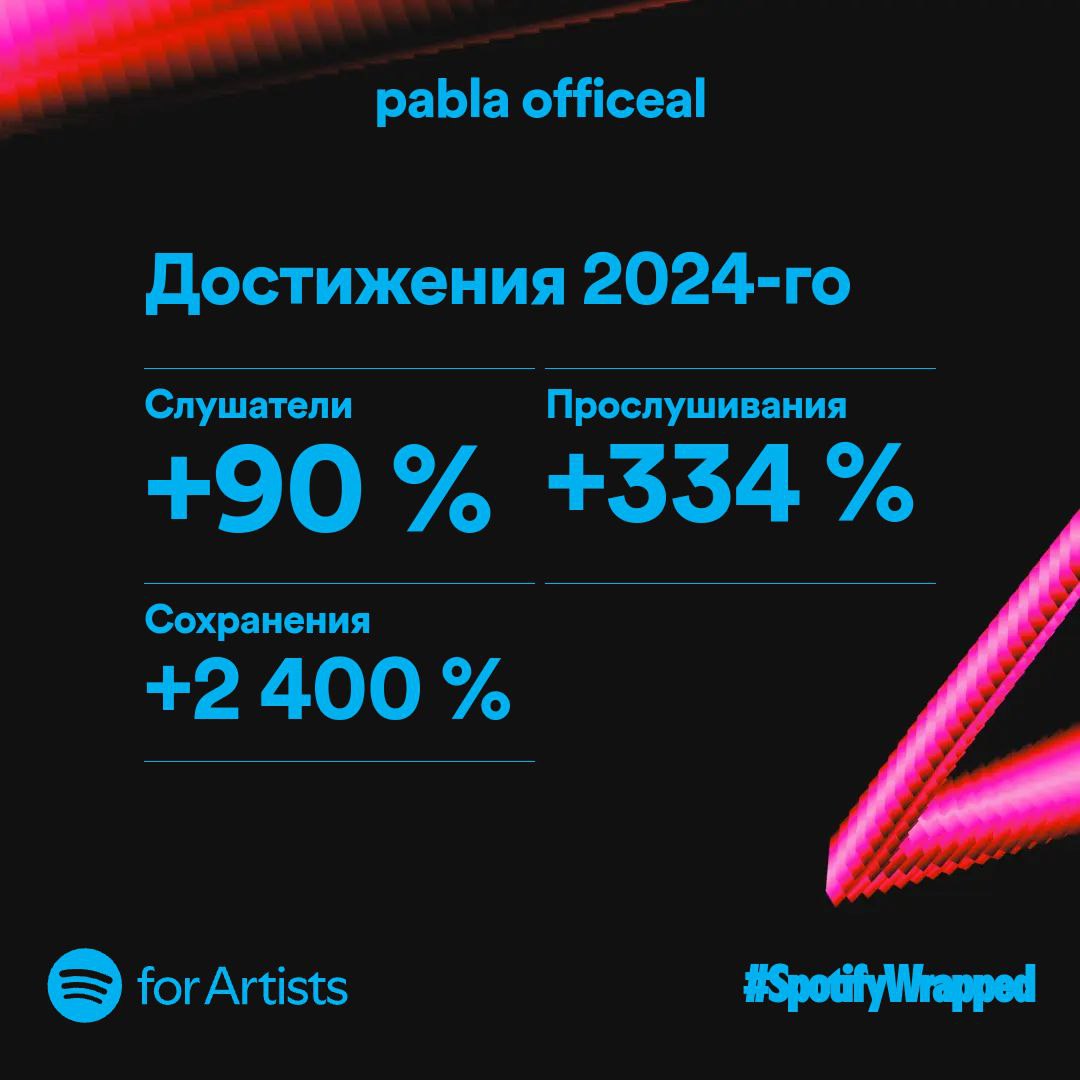 pabla officeal
Достижения 2024-го
Слушатели
+90 %
Прослушивания
+334 %
Сохранения
+2 400 %
for Artists
#SpotifyWrapped